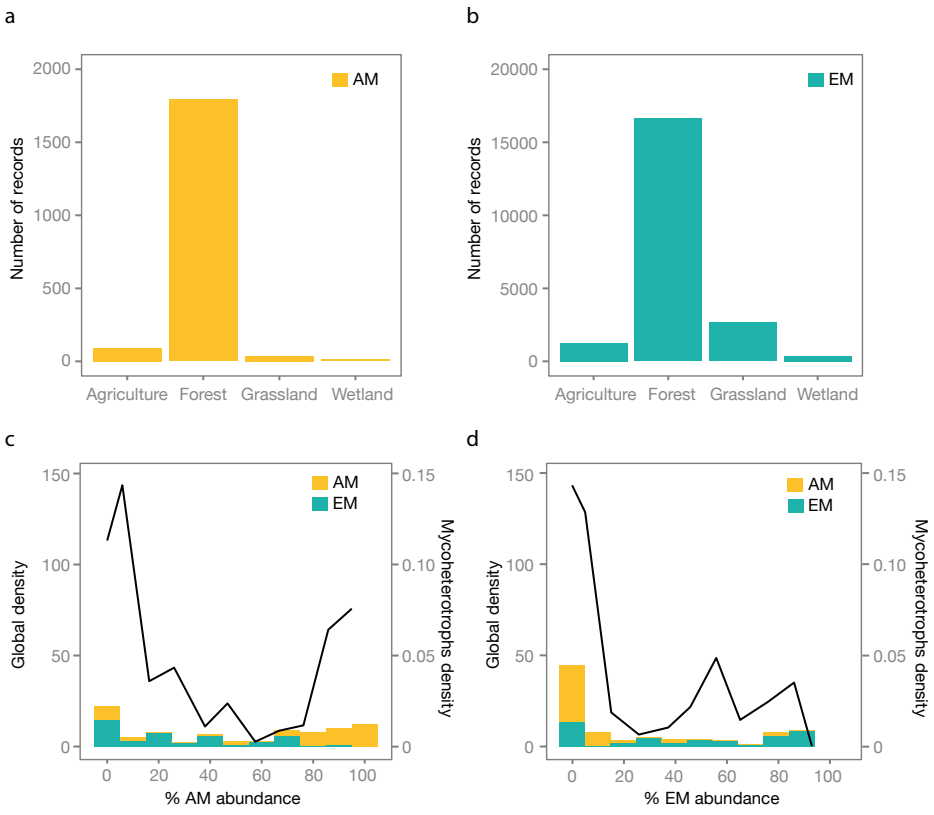 a
2000
1500
1000
500
0
Number of records
AM
Agriculture Forest Grassland Wetland
b
20000
15000
10000
5000
0
Number of records
EM
Agriculture Forest Grassland Wetland
c
150
100
50
0
Global density
AM
EM
0.15
0.10
0.05
0
Mycoheterotrophs density
0 20 40 60 80 100
% AM abundance
d
150
100
50
0
Global density
AM
EM
0.15
0.10
0.05
0
Mycoheterotrophs density
0 20 40 60 80 100
% EM abundance